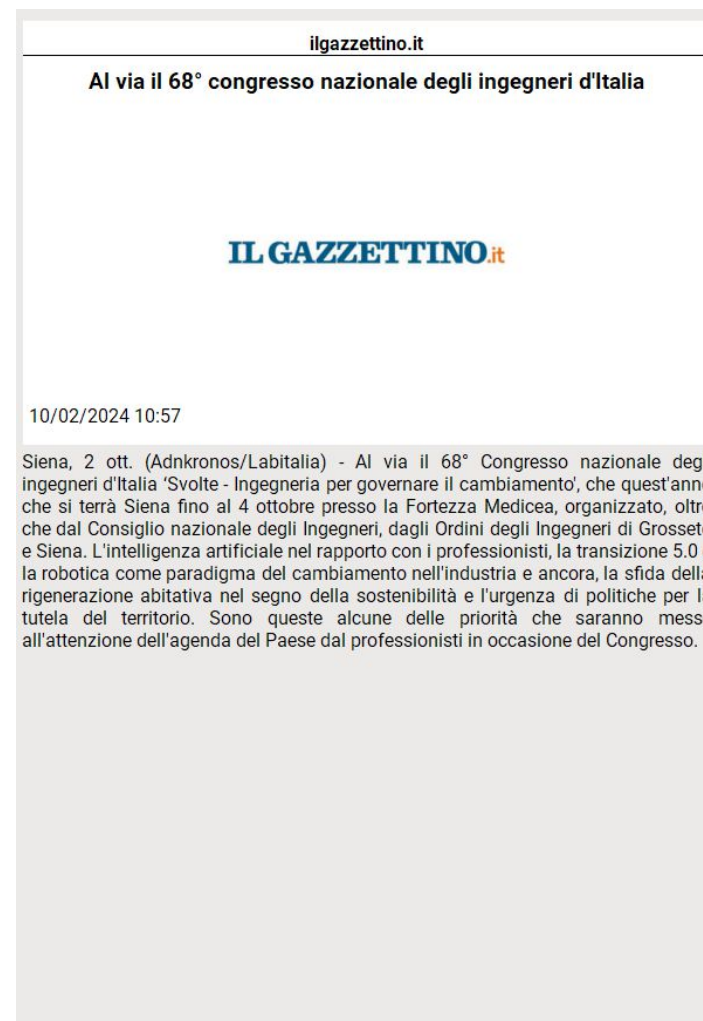 ilgazzettino.it
Al via il 68° congresso nazionale degli ingegneri d'Italia
IL GAZZETTINO.it
10/02/2024 10:57
Siena, 2 ott. (Adnkronos/Labitalia) - Al via il 68° Congresso nazionale deg
ingegneri d'Italia ‘Svolte - Ingegneria per governare il cambiamento', che quest'ann
che si terrà Siena fino al 4 ottobre presso la Fortezza Medicea, organizzato, oltr
che dal Consiglio nazionale degli Ingegneri, dagli Ordini degli Ingegneri di Grosset
e Siena. L'intelligenza artificiale nel rapporto con i professionisti, la transizione 5.0
la robotica come paradigma del cambiamento nell'industria e ancora, la sfida della
rigenerazione abitativa nel segno della sostenibilità e l'urgenza di politiche per l
tutela del territorio. Sono queste alcune delle priorità che saranno mess
all'attenzione dell'agenda del Paese dal professionisti in occasione del Congresso.